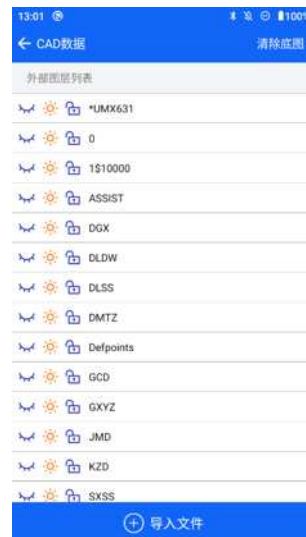 13:01 100%
CAD数据 清除底图
外部图层列表
*UMX631
0
1$10000
ASSIST
DGX
DLDW
DLSS
DMTZ
Defpoints
GCD
GXYZ
JMD
KZD
SXSS
导入文件